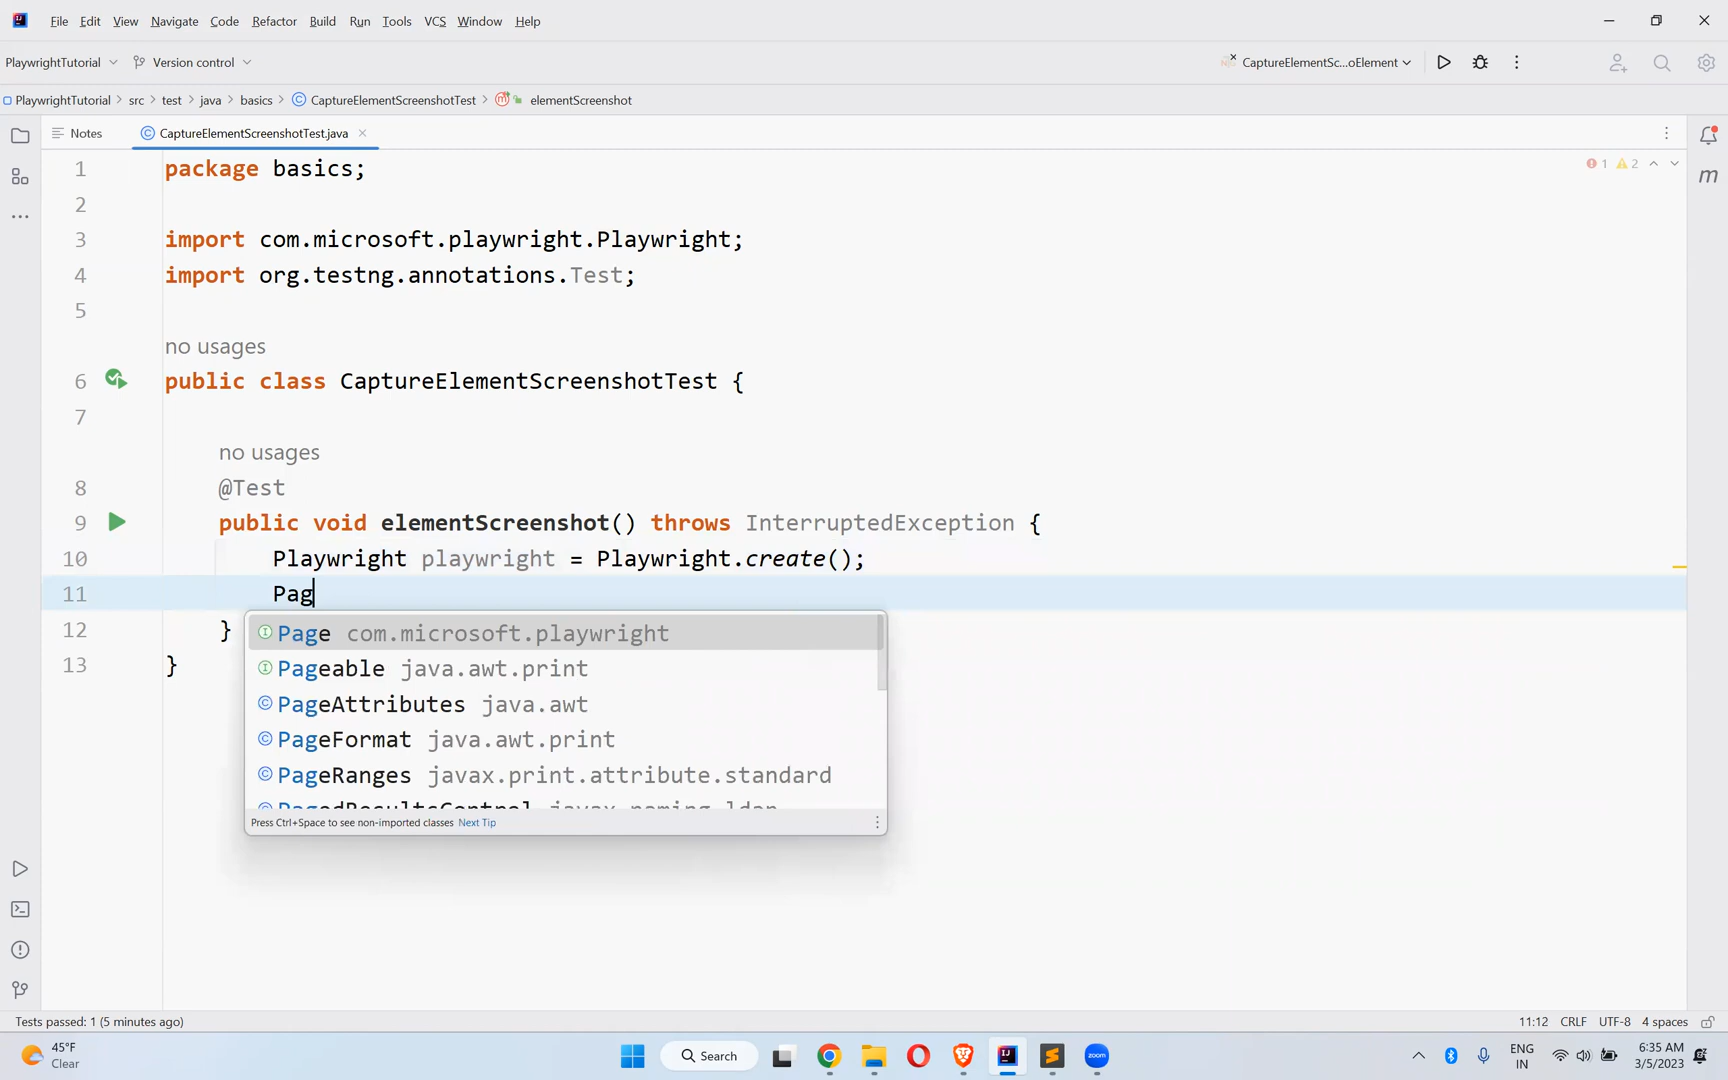 File Edit View Navigate Code Refactor Build Run Tools VCS Window Help
PlaywrightTutorial Version control CaptureElementSc...oElement
PlaywrightTutorial > src > test > java > basics > CaptureElementScreenshotTest > elementScreenshot
Notes CaptureElementScreenshotTest.java
1 package basics; 1 2
2
3 import com.microsoft.playwright.Playwright;
4 import org.testng.annotations.Test;
5
no usages
6 public class CaptureElementScreenshotTest {
7
no usages
8 @Test
9 public void elementScreenshot() throws InterruptedException {
10 Playwright playwright = Playwright.create();
11 Pag
12 }
13 }
Page com.microsoft.playwright
Pageable java.awt.print
PageAttributes java.awt
PageFormat java.awt.print
PageRanges javax.print.attribute.standard
PagedResultsControl javax.naming.ldap
Press Ctrl+Space to see non-imported classes Next Tip
Tests passed: 1 (5 minutes ago) 11:12 CRLF UTF-8 4 spaces
45°F
Clear
Search
zoom
ENG
IN
6:35 AM
3/5/2023